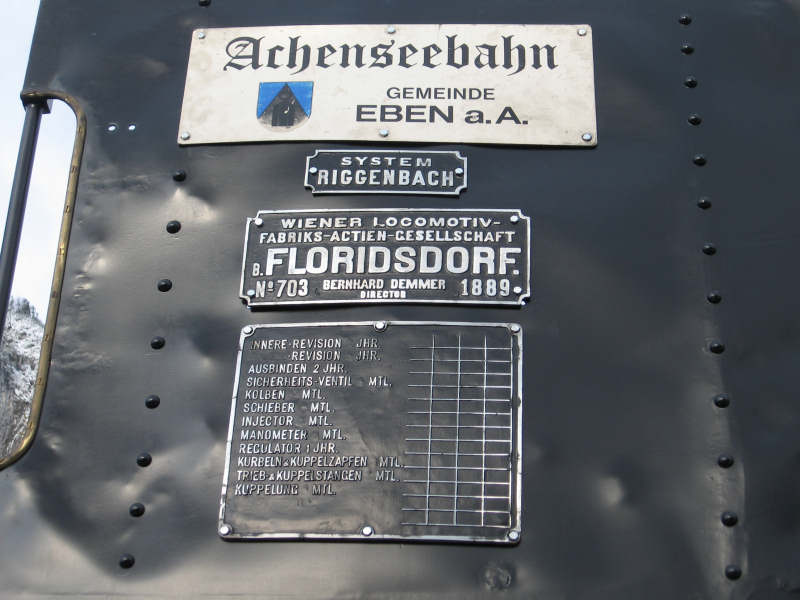 Achenseebahn
GEMEINDE
EBEN a.A.
SYSTEM
RIGGENBACH
WIENER LOCOMOTIV-
FABRIKS-ACTIEN-GESELLSCHAFT
B. FLORIDSDORF.
No 703 BERNHARD DEMMER 1889
DIRECTOR
INNERE-REVISION JHR.
REVISION JHR.
AUSBINDEN 2 JHR.
SICHERHEITS-VENTIL MTL.
KOLBEN MTL.
SCHIEBER MTL.
INJECTOR MTL.
MANOMETER MTL.
REGULATOR 1 JHR.
KURBELN & KUPPELZAPFEN MTL.
TRIEB & KUPPELSTANGEN MTL.
KUPPELUNG MTL.